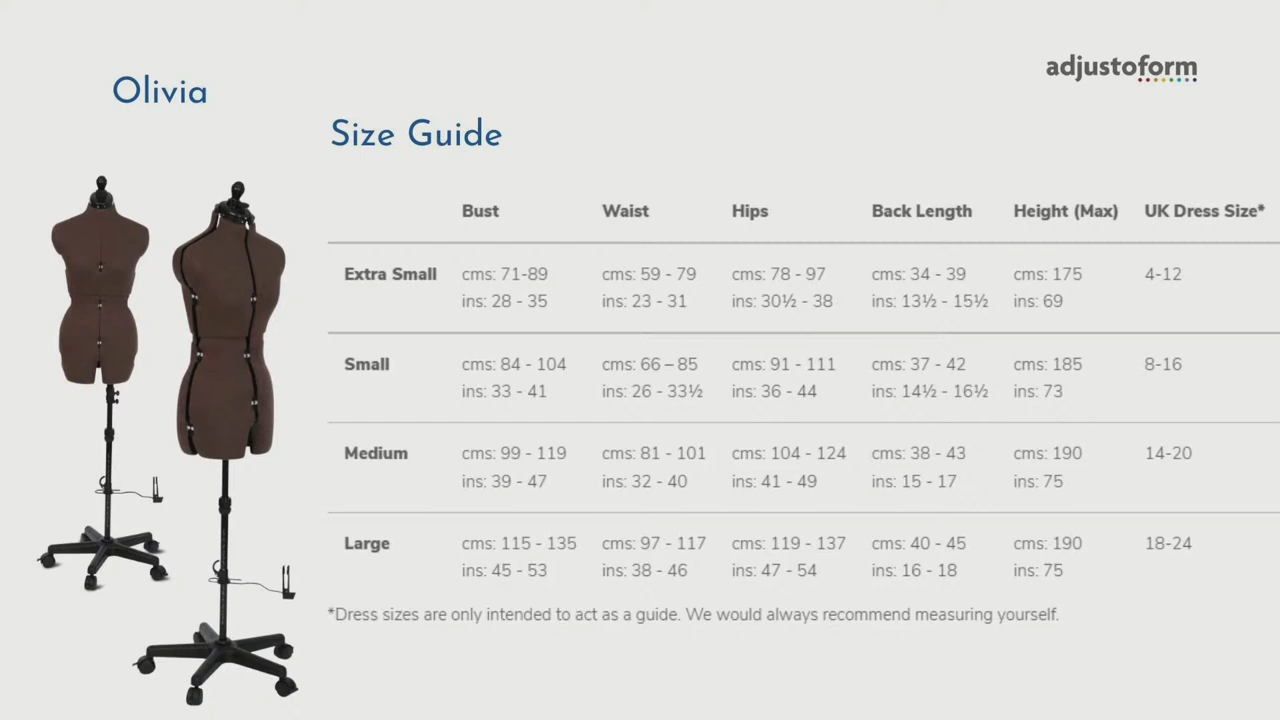 adjustoform
Olivia
Size Guide
Bust Waist Hips Back Length Height (Max) UK Dress Size*
Extra Small cms: 71-89 cms: 59 - 79 cms: 78 - 97 cms: 34 - 39 cms: 175 4-12
ins: 28 - 35 ins: 23 - 31 ins: 30½ - 38 ins: 13½ - 15½ ins: 69
Small cms: 84 - 104 cms: 66 – 85 cms: 91 - 111 cms: 37 - 42 cms: 185 8-16
ins: 33 - 41 ins: 26 - 33½ ins: 36 - 44 ins: 14½ - 16½ ins: 73
Medium cms: 99 - 119 cms: 81 - 101 cms: 104 - 124 cms: 38 - 43 cms: 190 14-20
ins: 39 - 47 ins: 32 - 40 ins: 41 - 49 ins: 15 - 17 ins: 75
Large cms: 115 - 135 cms: 97 - 117 cms: 119 - 137 cms: 40 - 45 cms: 190 18-24
ins: 45 - 53 ins: 38 - 46 ins: 47 - 54 ins: 16 - 18 ins: 75
*Dress sizes are only intended to act as a guide. We would always recommend measuring yourself.